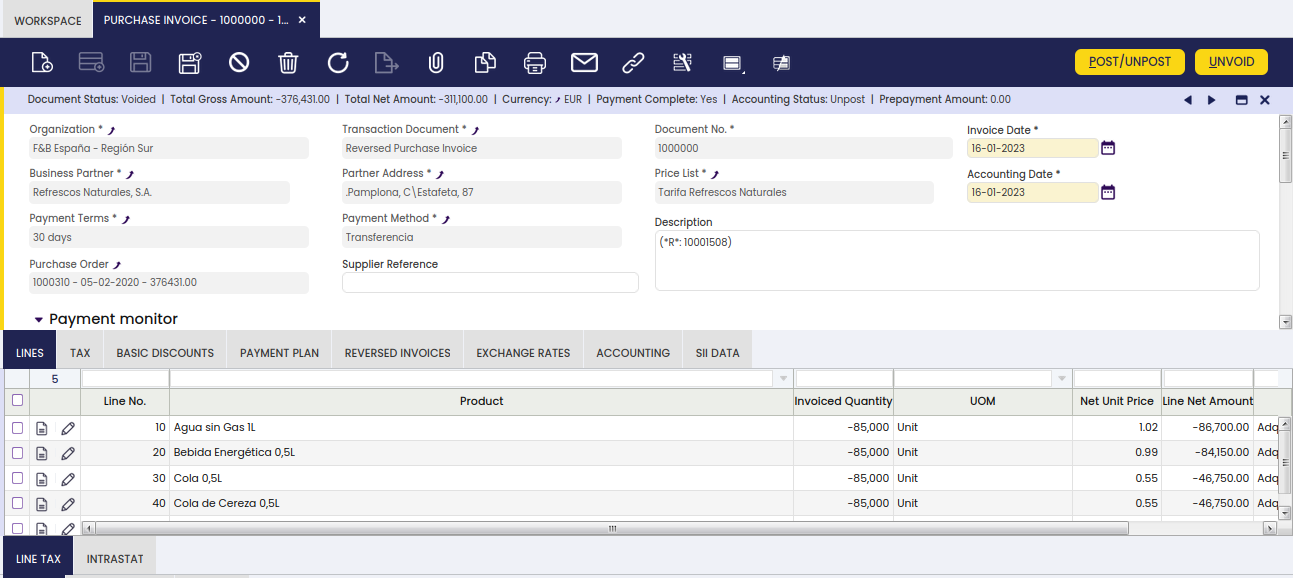 WORKSPACE
PURCHASE INVOICE - 1000000 - 1...
POST/UNPOST
UNVOID
Document Status: Voided | Total Gross Amount: -376,431.00 | Total Net Amount: -311,100.00 | Currency: EUR | Payment Complete: Yes | Accounting Status: Unpost | Prepayment Amount: 0.00
Organization * Transaction Document * Document No. * Invoice Date *
F&B España - Región Sur Reversed Purchase Invoice 1000000 16-01-2023
Business Partner * Partner Address * Price List * Accounting Date *
Refrescos Naturales, S.A. .Pamplona, C\Estafeta, 87 Tarifa Refrescos Naturales 16-01-2023
Payment Terms * Payment Method * Description
30 days Transferencia (*R*: 10001508)
Purchase Order Supplier Reference
1000310 - 05-02-2020 - 376431.00
Payment monitor
LINES TAX BASIC DISCOUNTS PAYMENT PLAN REVERSED INVOICES EXCHANGE RATES ACCOUNTING SII DATA
5
Line No. Product Invoiced Quantity UOM Net Unit Price Line Net Amount
10 Agua sin Gas 1L -85,000 Unit 1.02 -86,700.00 Adq
20 Bebida Energética 0,5L -85,000 Unit 0.99 -84,150.00 Adq
30 Cola 0,5L -85,000 Unit 0.55 -46,750.00 Adq
40 Cola de Cereza 0,5L -85,000 Unit 0.55 -46,750.00 Adq
LINE TAX INTRASTAT